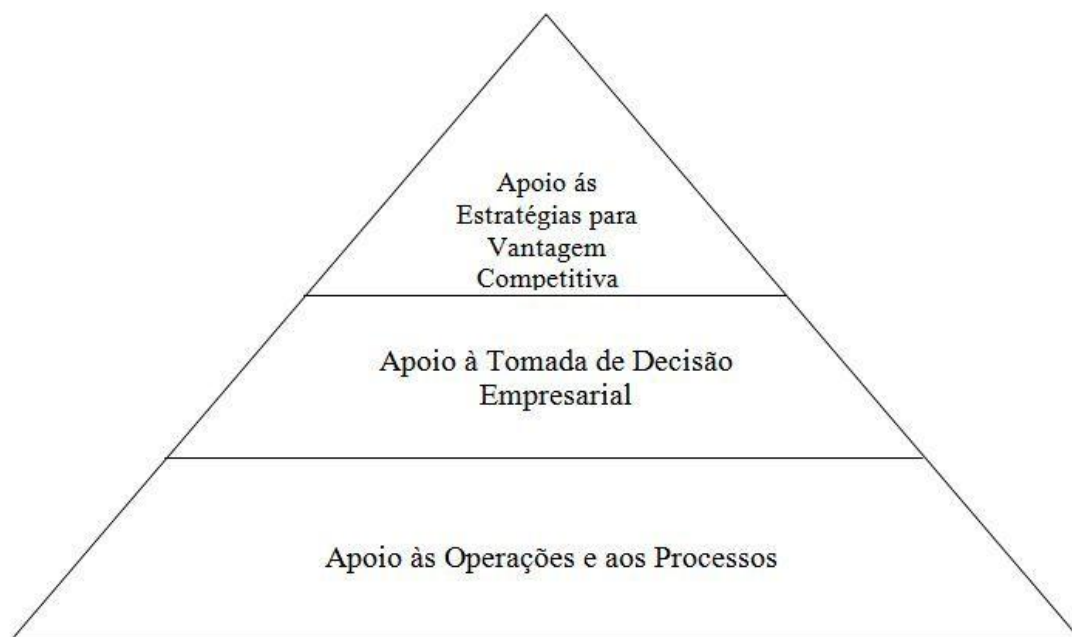 Apoio ás
Estratégias para
Vantagem
Competitiva
Apoio à Tomada de Decisão
Empresarial
Apoio às Operações e aos Processos